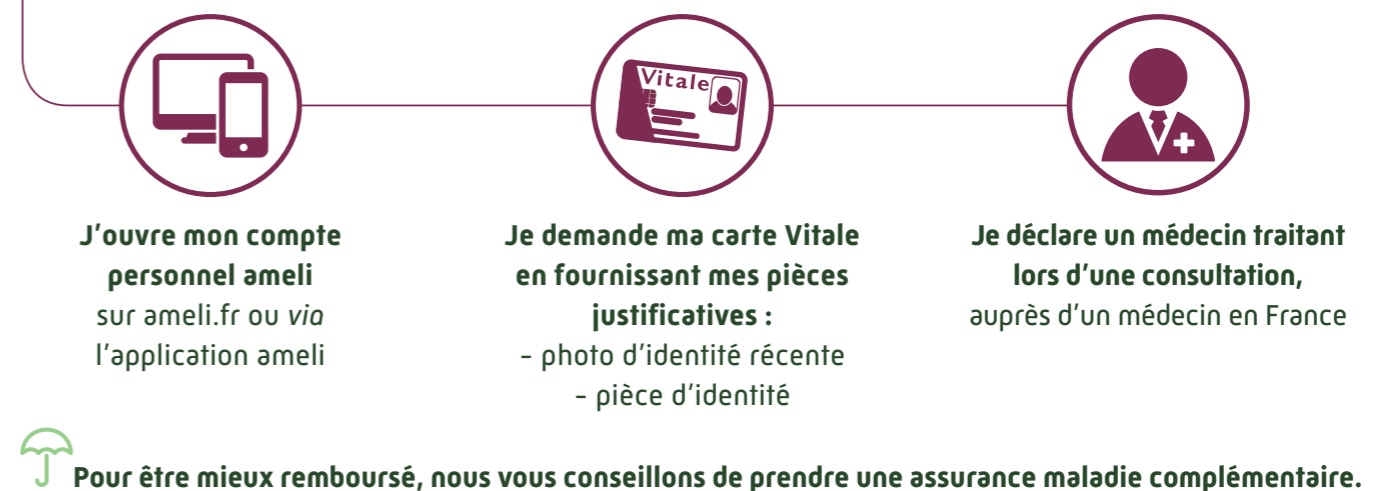 Vitale
J'ouvre mon compte
personnel ameli
sur ameli.fr ou via
l'application ameli
Je demande ma carte Vitale
en fournissant mes pièces
justificatives :
- photo d'identité récente
- pièce d'identité
Je déclare un médecin traitant
lors d'une consultation,
auprès d'un médecin en France
Pour être mieux remboursé, nous vous conseillons de prendre une assurance maladie complémentaire.